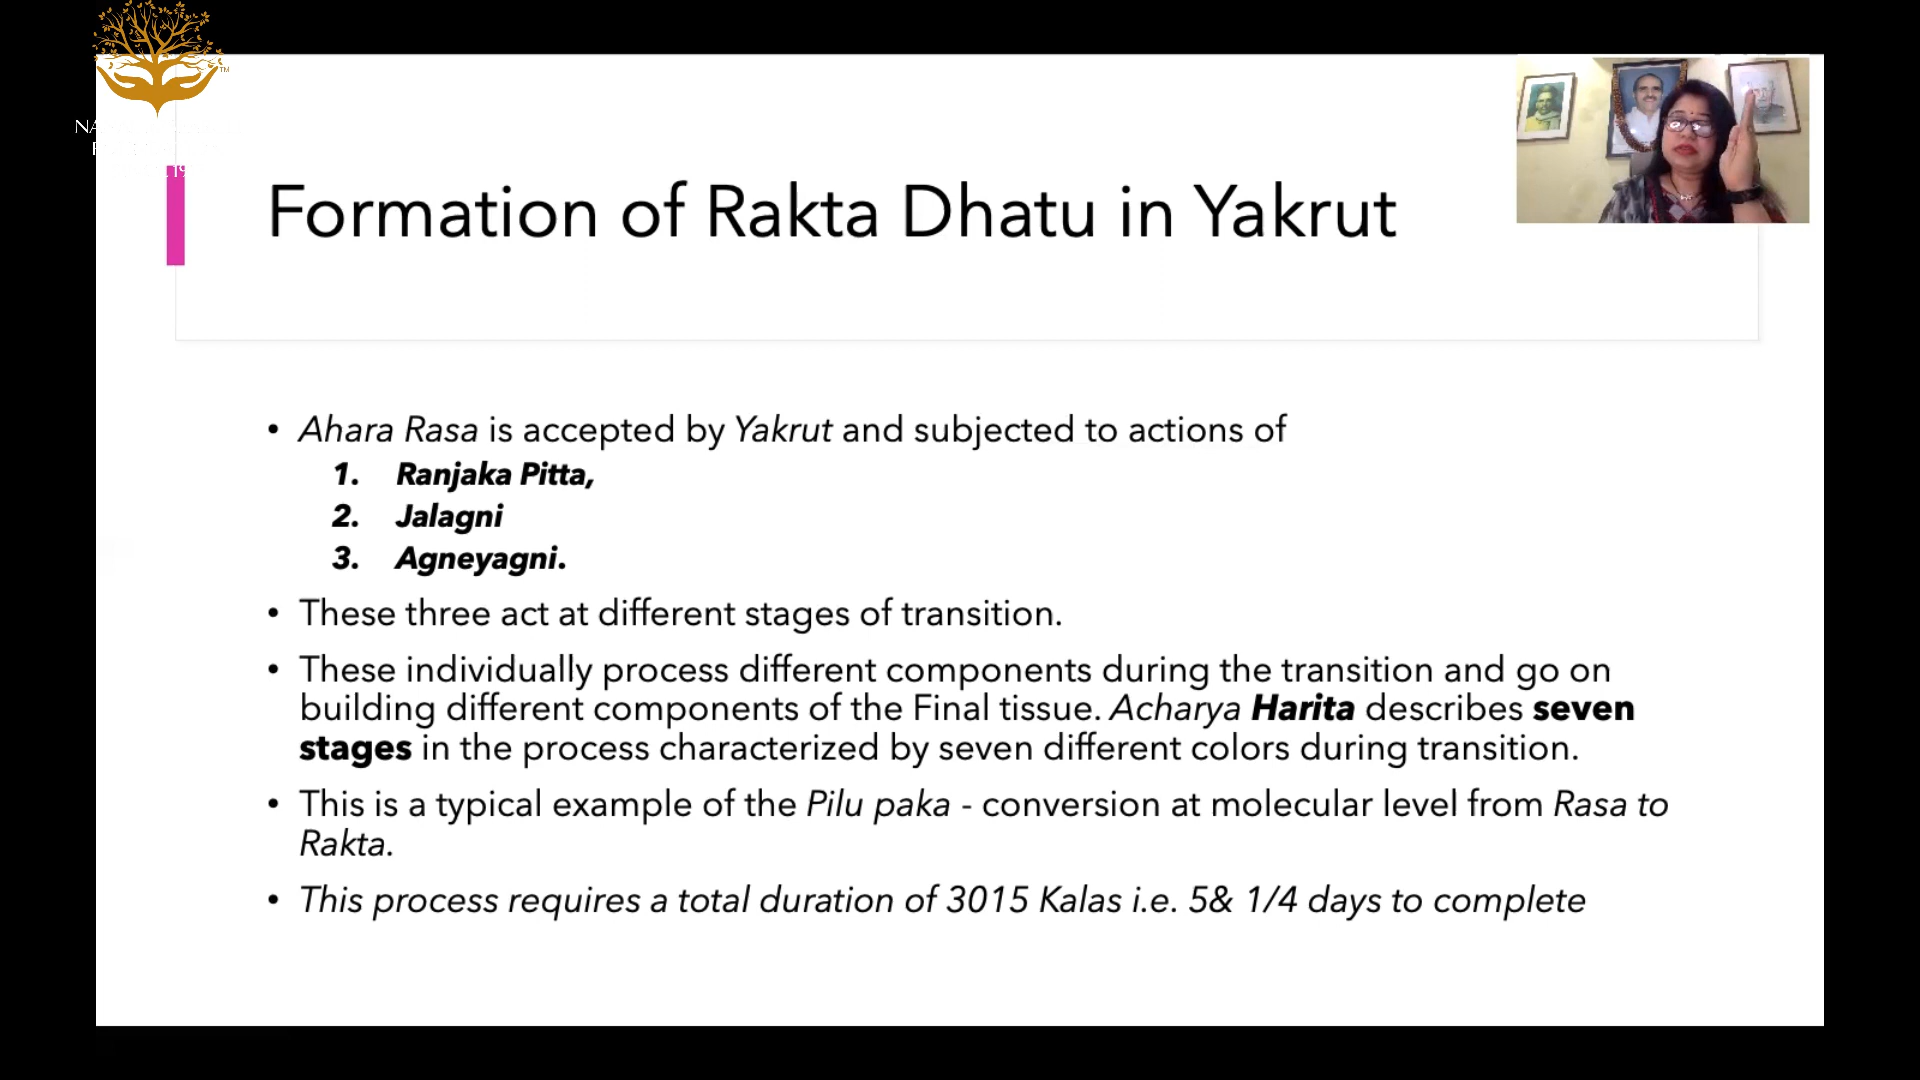 TM
Formation of Rakta Dhatu in Yakrut
• Ahara Rasa is accepted by Yakrut and subjected to actions of
1. Ranjaka Pitta,
2. Jalagni
3. Agneyagni.
• These three act at different stages of transition.
• These individually process different components during the transition and go on
building different components of the Final tissue. Acharya Harita describes seven
stages in the process characterized by seven different colors during transition.
• This is a typical example of the Pilu paka - conversion at molecular level from Rasa to
Rakta.
• This process requires a total duration of 3015 Kalas i.e. 5& 1/4 days to complete